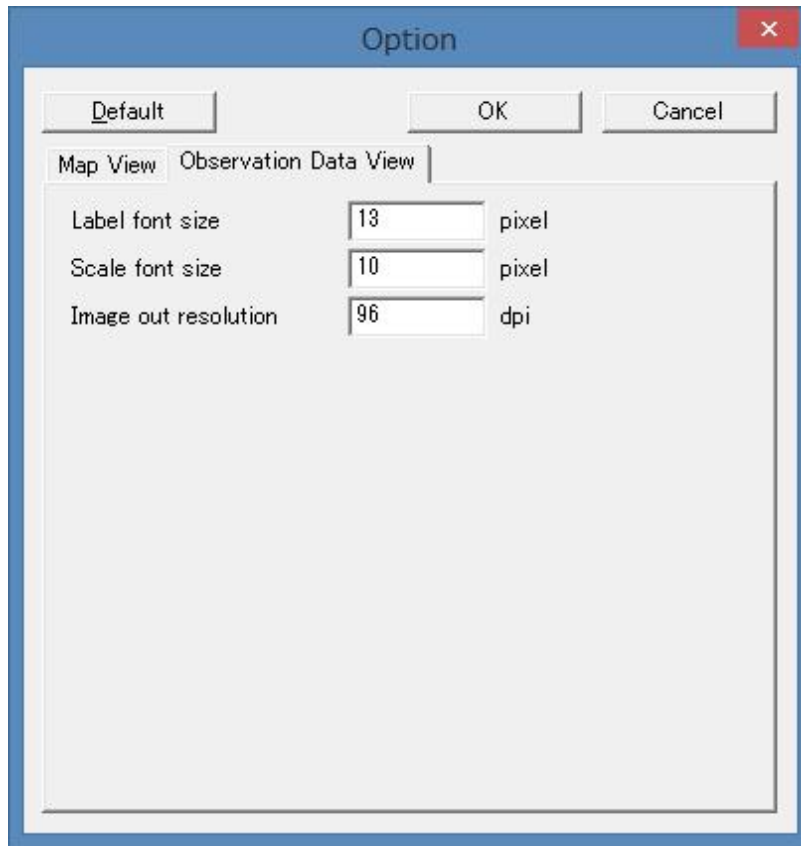 Option
Default OK Cancel
Map View Observation Data View
Label font size 13 pixel
Scale font size 10 pixel
Image out resolution 96 dpi